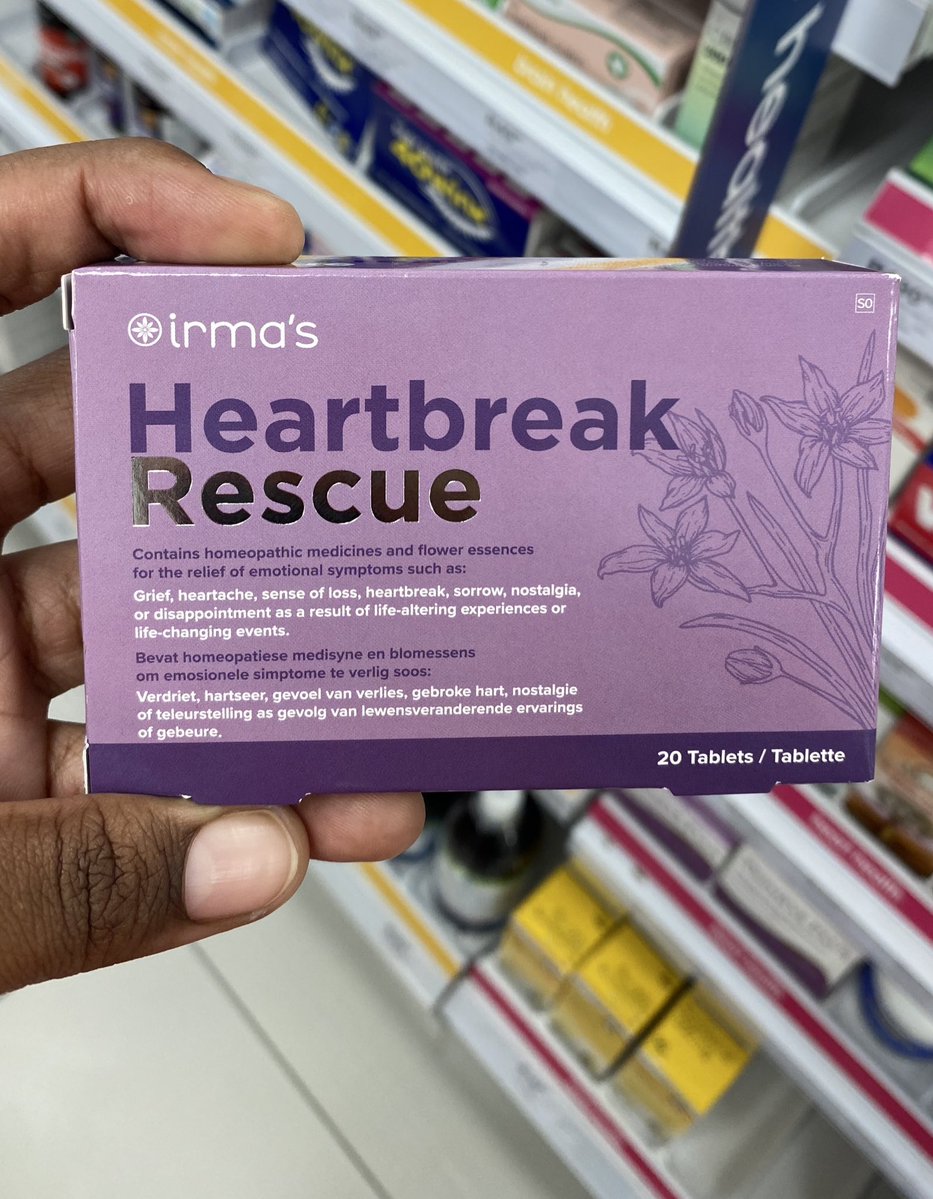 health
irma's
S0
Heartbreak
Rescue
Contains homeopathic medicines and flower essences
for the relief of emotional symptoms such as:
Grief, heartache, sense of loss, heartbreak, sorrow, nostalgia,
or disappointment as a result of life-altering experiences or
life-changing events.
Bevat homeopatiese medisyne en blomessens
om emosionele simptome te verlig soos:
Verdriet, hartseer, gevoel van verlies, gebroke hart, nostalgie
of teleurstelling as gevolg van lewensveranderende ervarings
of gebeure.
20 Tablets / Tablette